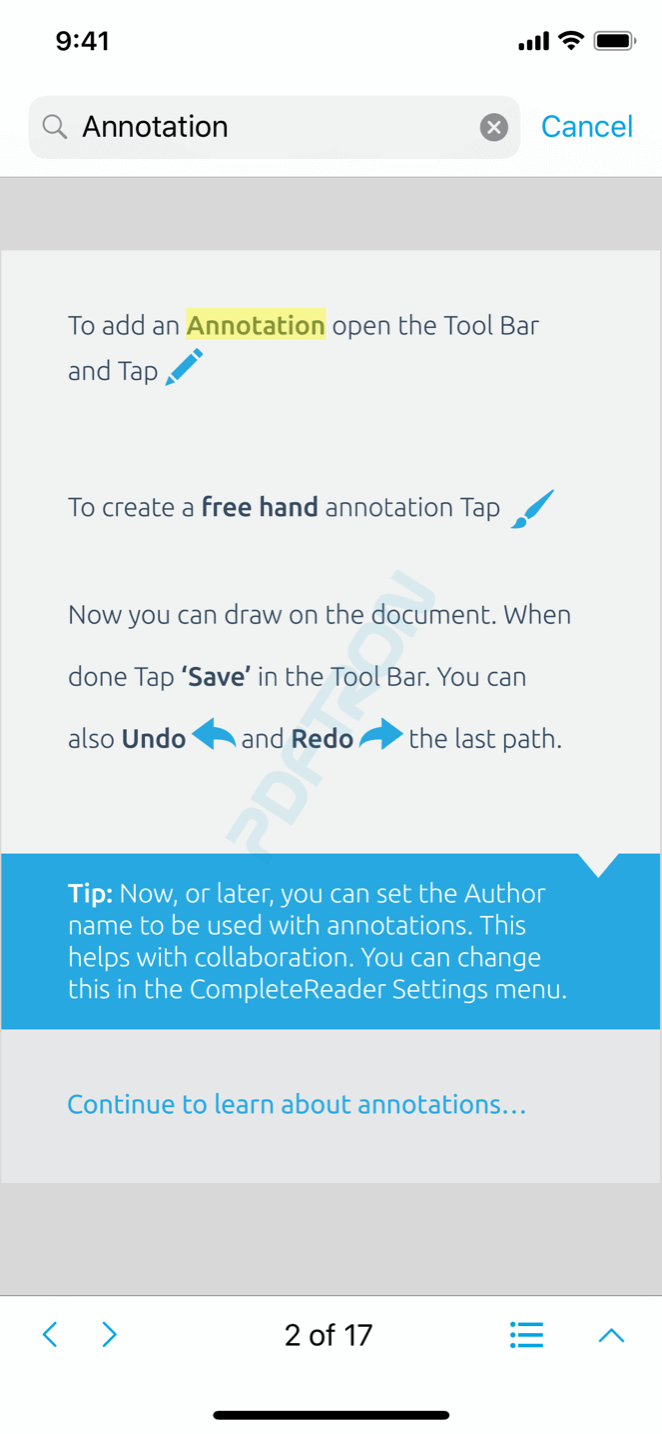 9:41
Annotation
Cancel
To add an Annotation open the Tool Bar
and Tap
To create a free hand annotation Tap
Now you can draw on the document. When
done Tap ‘Save’ in the Tool Bar. You can
also Undo and Redo the last path.
PDFTRON
Tip: Now, or later, you can set the Author
name to be used with annotations. This
helps with collaboration. You can change
this in the CompleteReader Settings menu.
Continue to learn about annotations…
2 of 17